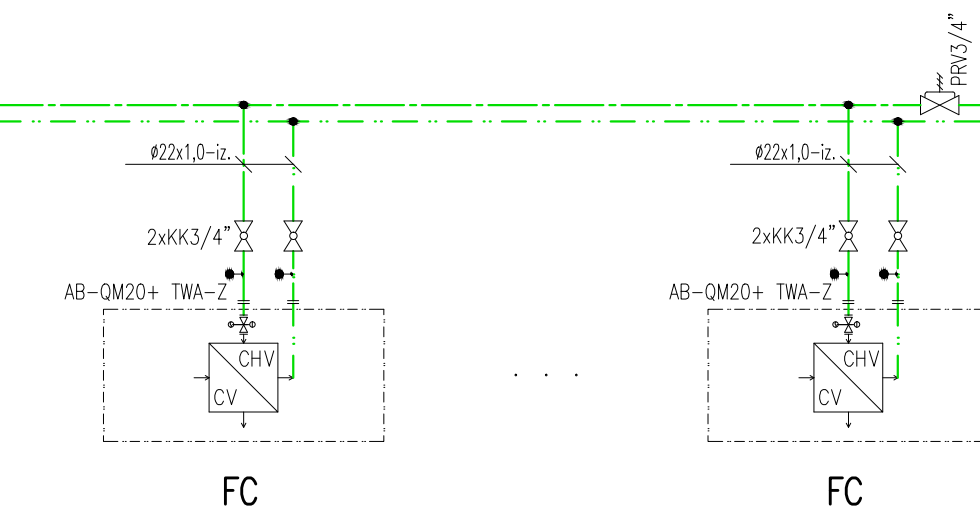 PRV3/4"
ø22x1,0-iz.
ø22x1,0-iz.
2xKK3/4"
2xKK3/4"
AB-QM20+ TWA-Z
AB-QM20+ TWA-Z
CHV
CV
CHV
CV
. . .
FC
FC